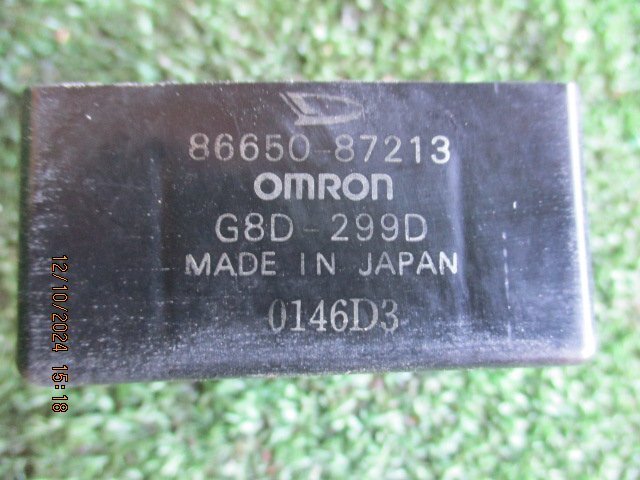 86650-87213
OMRON
G8D-299D
MADE IN JAPAN
0146D3
12/10/2024 15:18